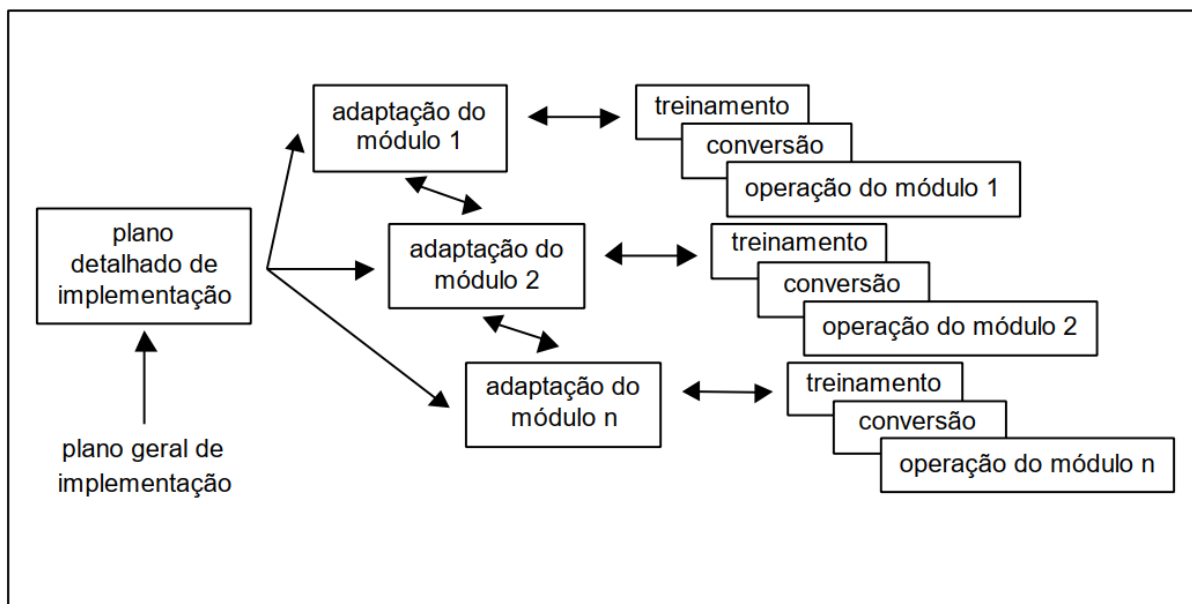 adaptação do
módulo 1
treinamento
conversão
operação do módulo 1
plano
detalhado de
implementação
adaptação do
módulo 2
treinamento
conversão
operação do módulo 2
adaptação do
módulo n
treinamento
conversão
operação do módulo n
plano geral de
implementação